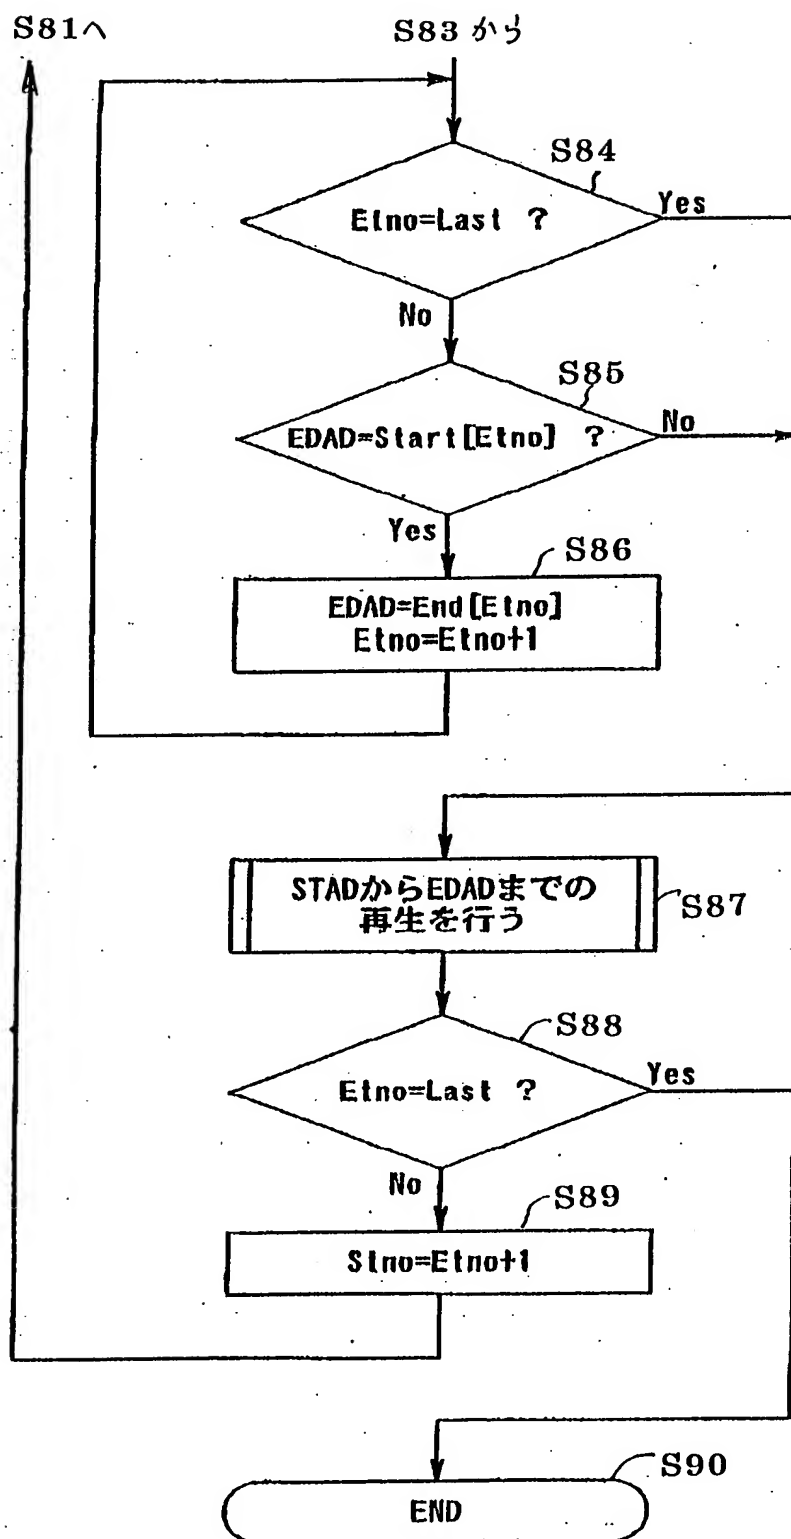 S81へ
S83から
S84
Etno=Last ?
Yes
No
S85
EDAD=Start[Etno] ?
No
Yes
S86
EDAD=End[Etno]
Etno=Etno+1
STADからEDADまでの
再生を行う
S87
S88
Etno=Last ?
Yes
No
S89
Stno=Etno+1
S90
END